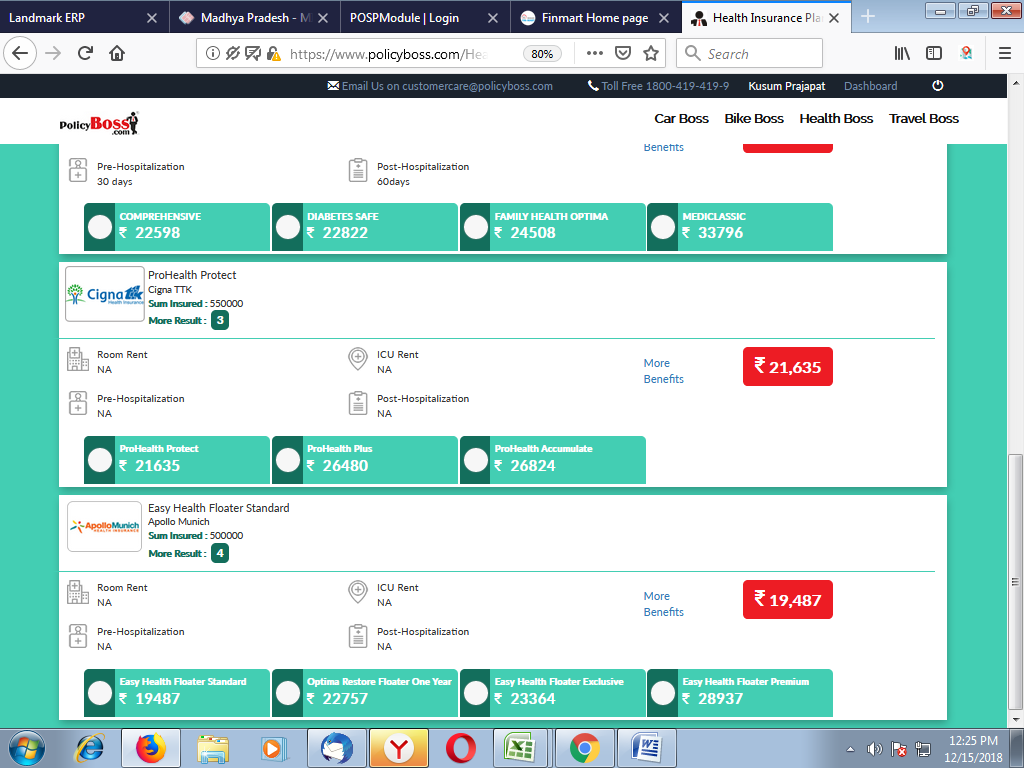 Landmark ERP
Madhya Pradesh - M
POSPModule | Login
Finmart Home page
Health Insurance Pla
https://www.policyboss.com/Hea
80%
Search
Email Us on customercare@policyboss.com
Toll Free 1800-419-419-9
Kusum Prajapat
Dashboard
PolicyBoss.com
Car Boss
Bike Boss
Health Boss
Travel Boss
Benefits
Pre-Hospitalization
30 days
Post-Hospitalization
60days
COMPREHENSIVE
₹ 22598
DIABETES SAFE
₹ 22822
FAMILY HEALTH OPTIMA
₹ 24508
MEDICLASSIC
₹ 33796
Cigna TTK
Health Insurance
ProHealth Protect
Cigna TTK
Sum Insured : 550000
More Result : 3
Room Rent
NA
ICU Rent
NA
More
Benefits
₹ 21,635
Pre-Hospitalization
NA
Post-Hospitalization
NA
ProHealth Protect
₹ 21635
ProHealth Plus
₹ 26480
ProHealth Accumulate
₹ 26824
ApolloMunich
HEALTH INSURANCE
Easy Health Floater Standard
Apollo Munich
Sum Insured : 500000
More Result : 4
Room Rent
NA
ICU Rent
NA
More
Benefits
₹ 19,487
Pre-Hospitalization
NA
Post-Hospitalization
NA
Easy Health Floater Standard
₹ 19487
Optima Restore Floater One Year
₹ 22757
Easy Health Floater Exclusive
₹ 23364
Easy Health Floater Premium
₹ 28937
12:25 PM
12/15/2018